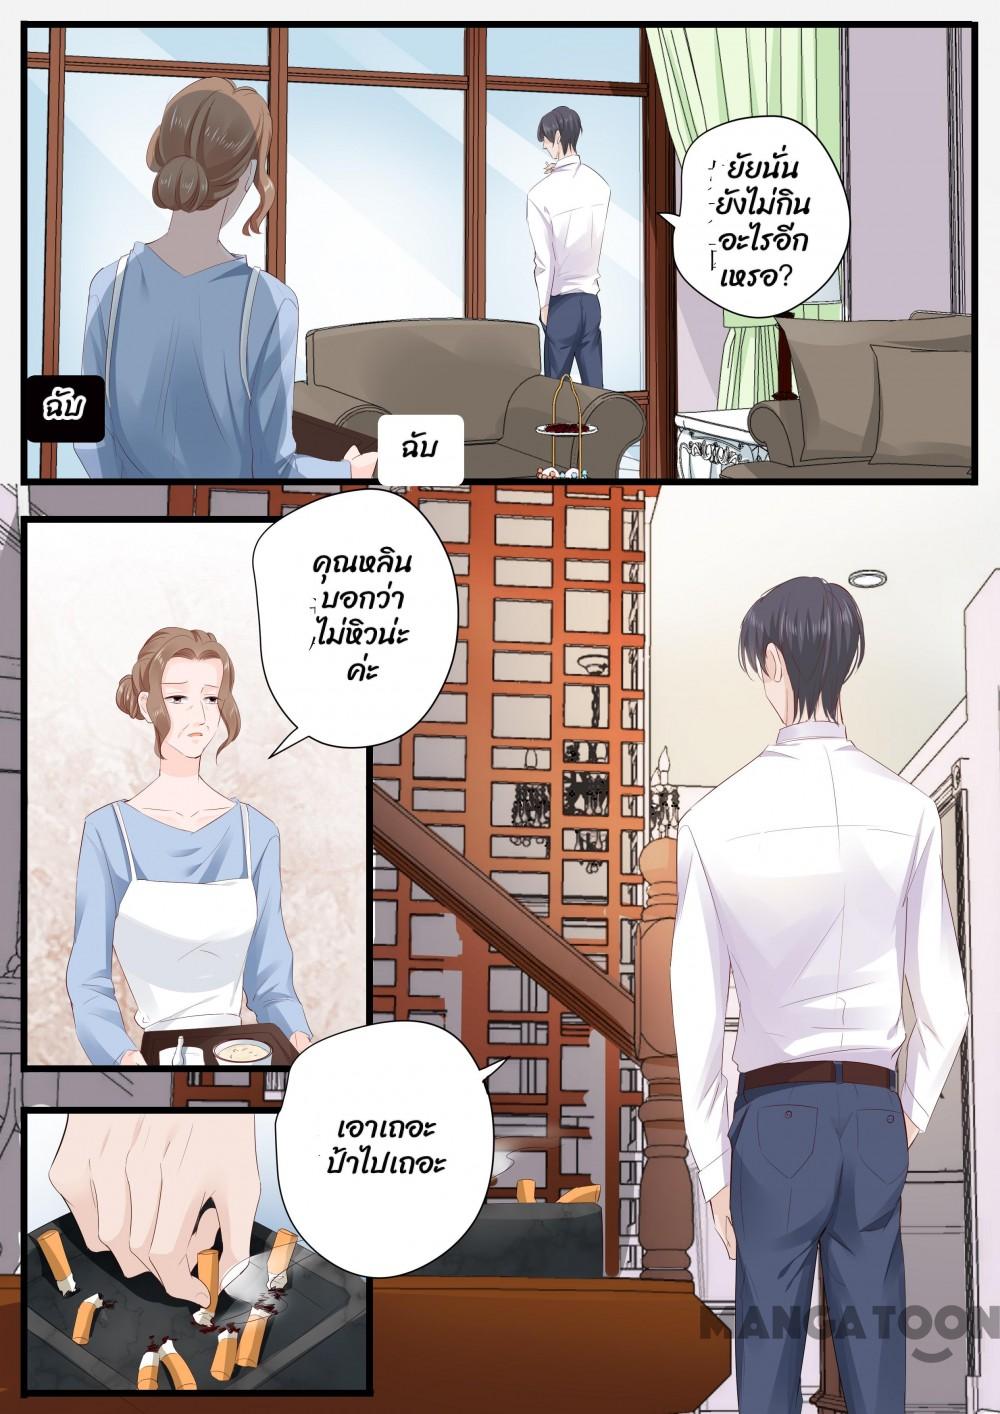 ยัยนั่น
ยังไม่กิน
อะไรอีก
เหรอ?
ฉับ
ฉับ
คุณหลิน
บอกว่า
ไม่หิวน่ะ
ค่ะ
เอาเถอะ
ป้าไปเถอะ
MANGATOON